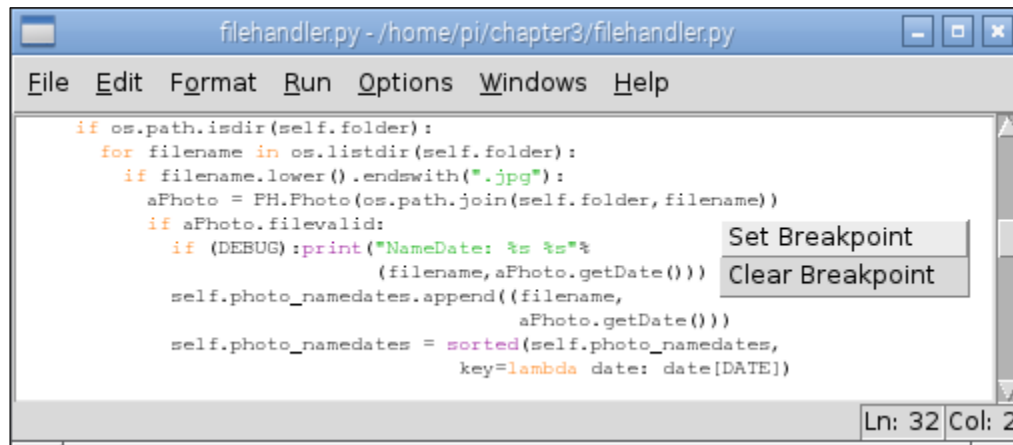 filehandler.py - /home/pi/chapter3/filehandler.py
File Edit Format Run Options Windows Help
if os.path.isdir(self.folder):
for filename in os.listdir(self.folder):
if filename.lower().endswith(".jpg"):
aPhoto = PH.Photo(os.path.join(self.folder,filename))
if aPhoto.filevalid:
if (DEBUG):print("NameDate: %s %s"%
(filename,aPhoto.getDate()))
self.photo_namedates.append((filename,
aPhoto.getDate()))
self.photo_namedates = sorted(self.photo_namedates,
key=lambda date: date[DATE])
Set Breakpoint
Clear Breakpoint
Ln: 32 Col: 2